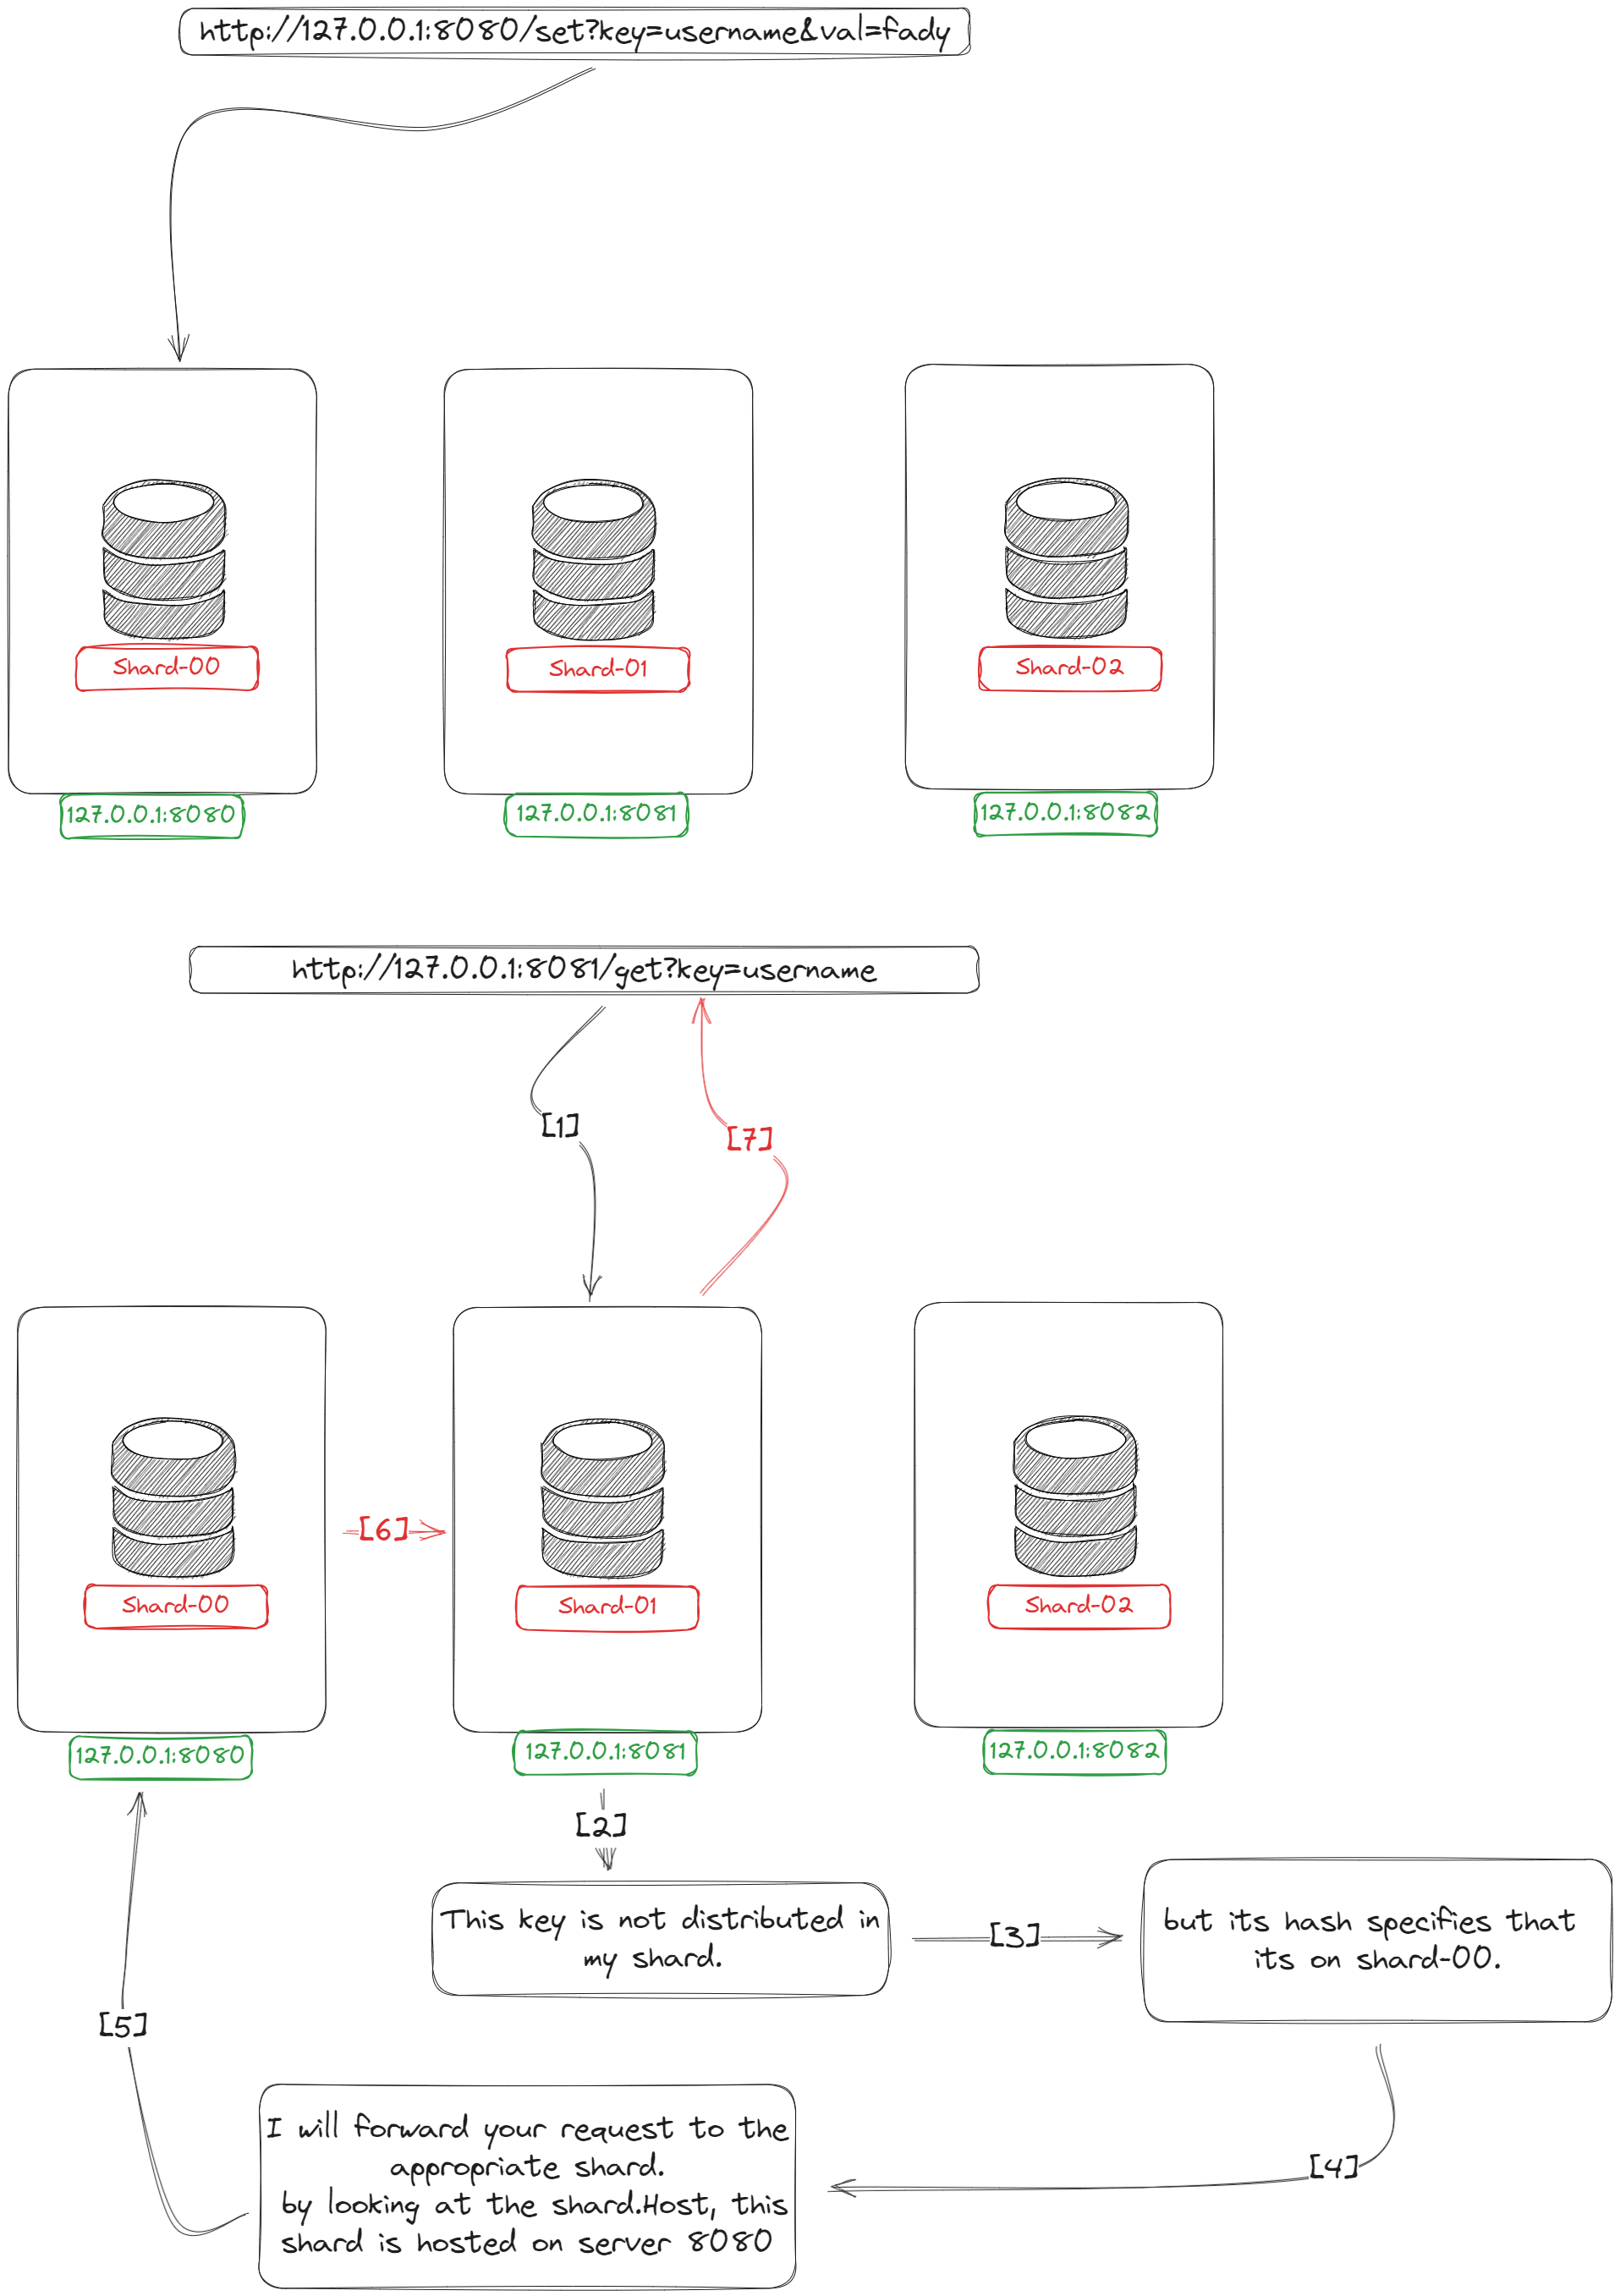 http://127.0.0.1:8080/set?key=username&val=fady
Shard-00
Shard-01
Shard-02
127.0.0.1:8080
127.0.0.1:8081
127.0.0.1:8082
http://127.0.0.1:8081/get?key=username
[1]
[7]
[6]
Shard-00
Shard-01
Shard-02
127.0.0.1:8080
127.0.0.1:8081
127.0.0.1:8082
[2]
This key is not distributed in
my shard.
[3]
but its hash specifies that
its on shard-00.
[5]
[4]
I will forward your request to the
appropriate shard.
by looking at the shard.Host, this
shard is hosted on server 8080